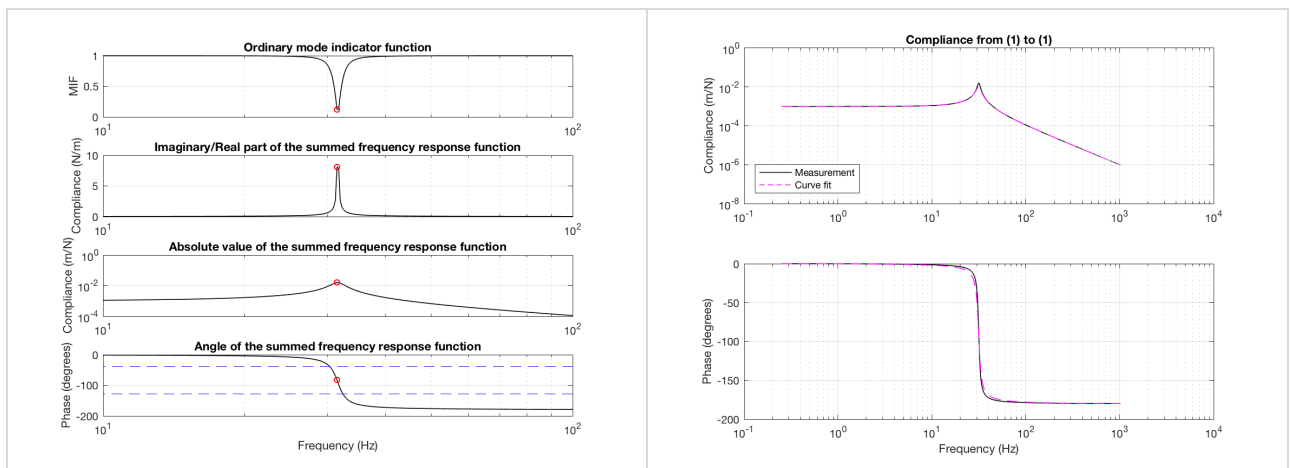 Ordinary mode indicator function
MIF
1
0.5
0
10^1
10^2
Imaginary/Real part of the summed frequency response function
Compliance (N/m)
10
5
0
10^1
10^2
Absolute value of the summed frequency response function
Compliance (m/N)
10^0
10^-2
10^-4
10^1
10^2
Angle of the summed frequency response function
Phase (degrees)
0
-100
-200
10^1
10^2
Frequency (Hz)
Compliance from (1) to (1)
Compliance (m/N)
10^0
10^-2
10^-4
10^-6
10^-8
Measurement
Curve fit
10^-1
10^0
10^1
10^2
10^3
10^4
Phase (degrees)
0
-50
-100
-150
-200
10^-1
10^0
10^1
10^2
10^3
10^4
Frequency (Hz)